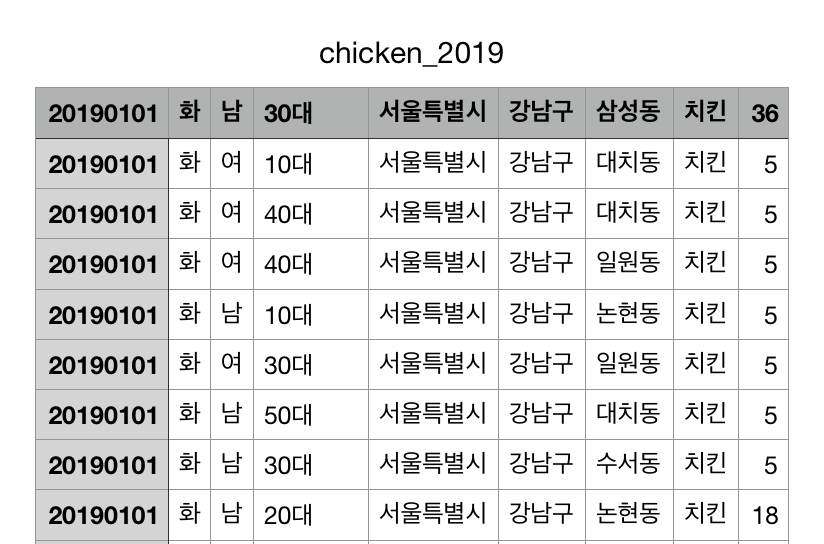 chicken_2019
20190101 화 남 30대 서울특별시 강남구 삼성동 치킨 36
20190101 화 여 10대 서울특별시 강남구 대치동 치킨 5
20190101 화 여 40대 서울특별시 강남구 대치동 치킨 5
20190101 화 여 40대 서울특별시 강남구 일원동 치킨 5
20190101 화 남 10대 서울특별시 강남구 논현동 치킨 5
20190101 화 여 30대 서울특별시 강남구 일원동 치킨 5
20190101 화 남 50대 서울특별시 강남구 대치동 치킨 5
20190101 화 남 30대 서울특별시 강남구 수서동 치킨 5
20190101 화 남 20대 서울특별시 강남구 논현동 치킨 18